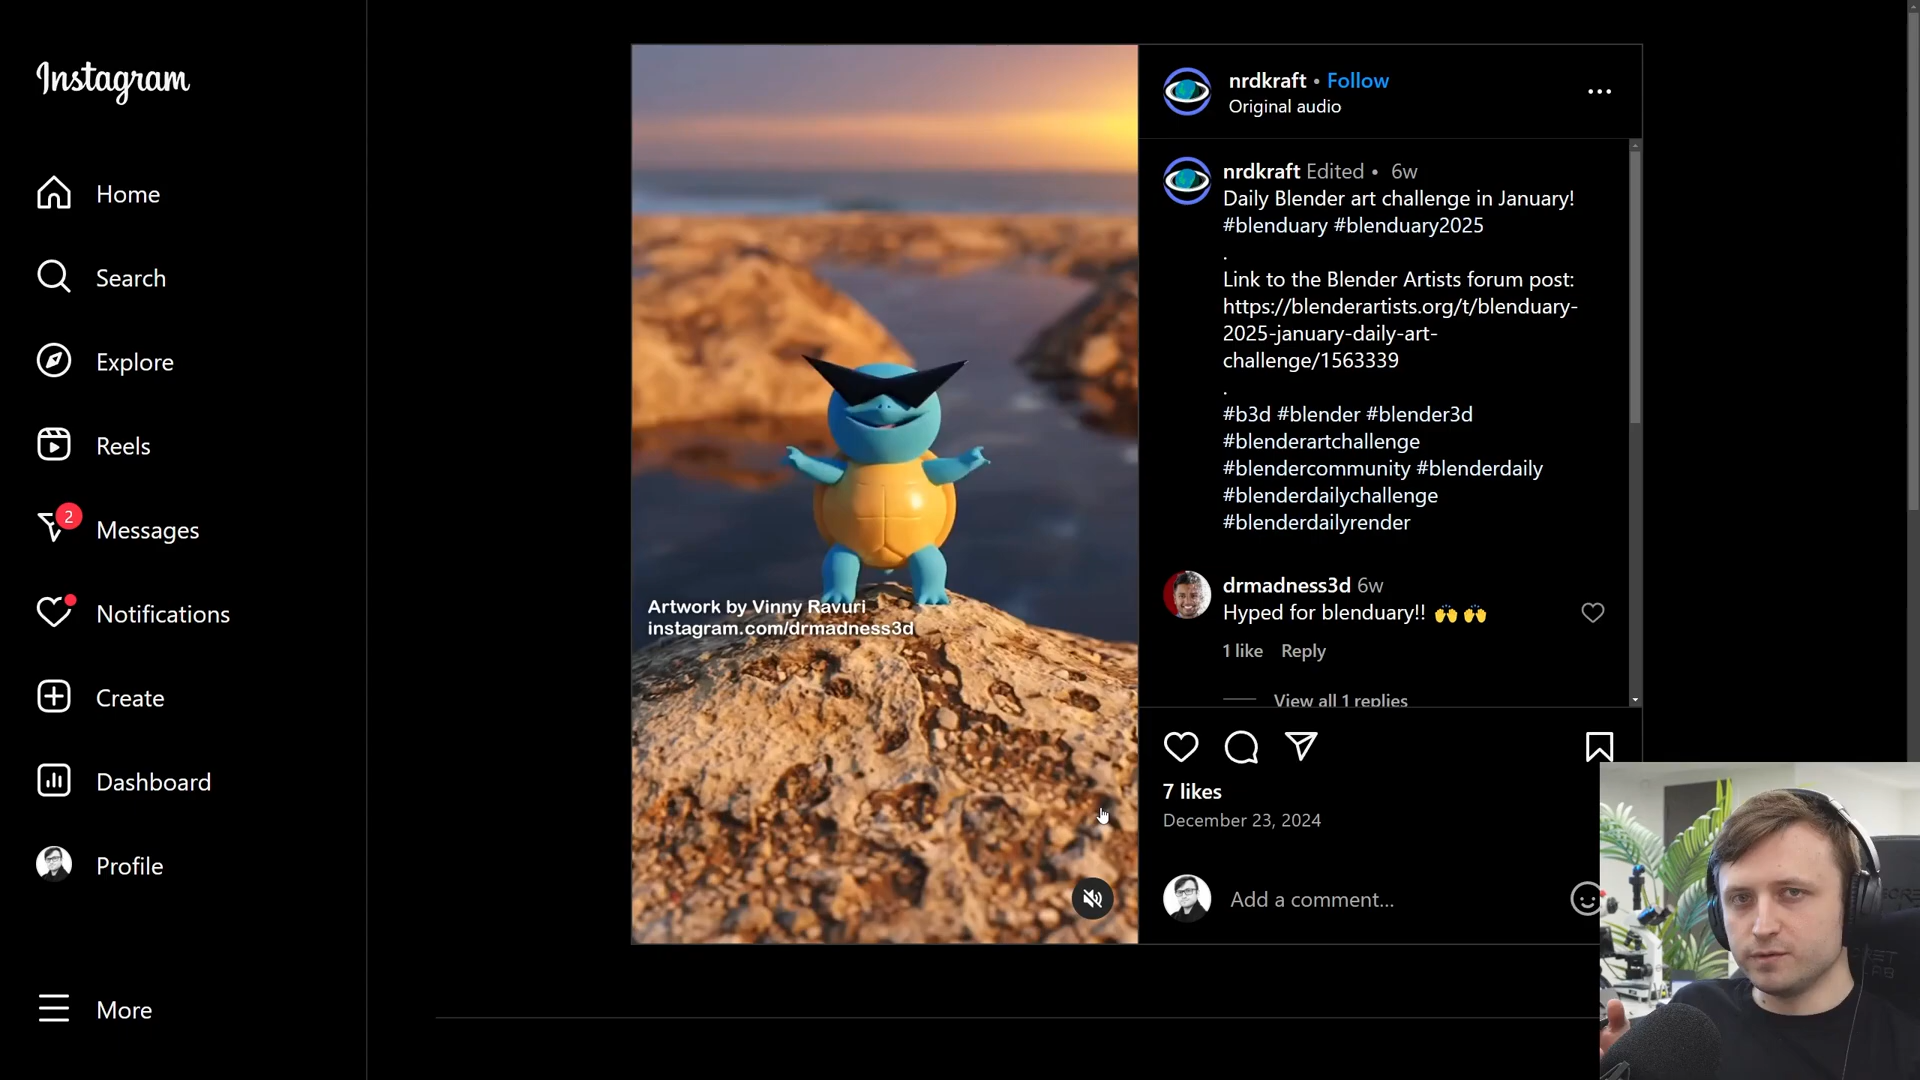 Instagram
Home
Search
Explore
Reels
2
Messages
Notifications
Create
Dashboard
Profile
More
Artwork by Vinny Ravuri
instagram.com/drmadness3d
nrdkraft • Follow
Original audio
nrdkraft Edited • 6w
Daily Blender art challenge in January!
#blenduary #blenduary2025
.
Link to the Blender Artists forum post:
https://blenderartists.org/t/blenduary-
2025-january-daily-art-
challenge/1563339
.
#b3d #blender #blender3d
#blenderartchallenge
#blendercommunity #blenderdaily
#blenderdailychallenge
#blenderdailyrender
drmadness3d 6w
Hyped for blenduary!! 🙌 🙌
1 like Reply
View all 1 replies
7 likes
December 23, 2024
Add a comment...